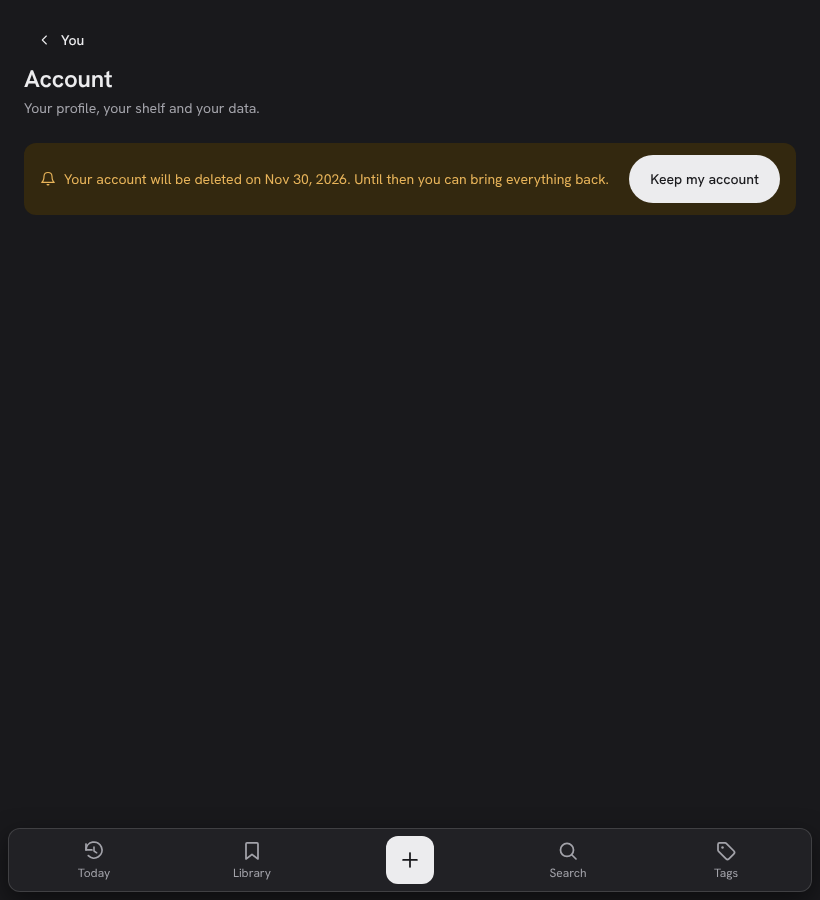 You
Account
Your profile, your shelf and your data.
Your account will be deleted on Nov 30, 2026. Until then you can bring everything back.
Keep my account
Today
Library
Search
Tags